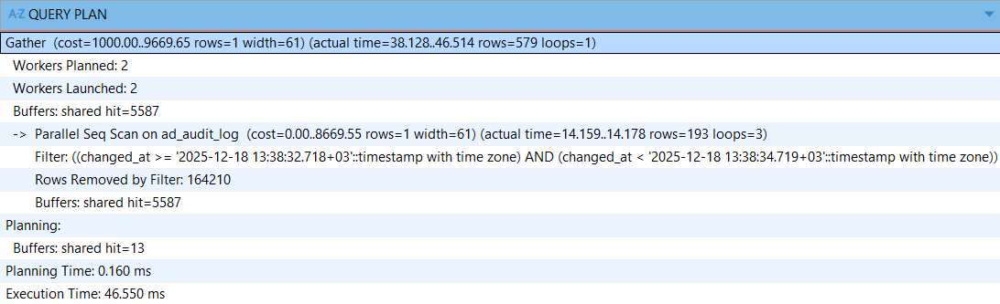 A-Z QUERY PLAN
Gather  (cost=1000.00..9669.65 rows=1 width=61) (actual time=38.128..46.514 rows=579 loops=1)
Workers Planned: 2
Workers Launched: 2
Buffers: shared hit=5587
->  Parallel Seq Scan on ad_audit_log  (cost=0.00..8669.55 rows=1 width=61) (actual time=14.159..14.178 rows=193 loops=3)
Filter: ((changed_at >= '2025-12-18 13:38:32.718+03'::timestamp with time zone) AND (changed_at < '2025-12-18 13:38:34.719+03'::timestamp with time zone))
Rows Removed by Filter: 164210
Buffers: shared hit=5587
Planning:
Buffers: shared hit=13
Planning Time: 0.160 ms
Execution Time: 46.550 ms